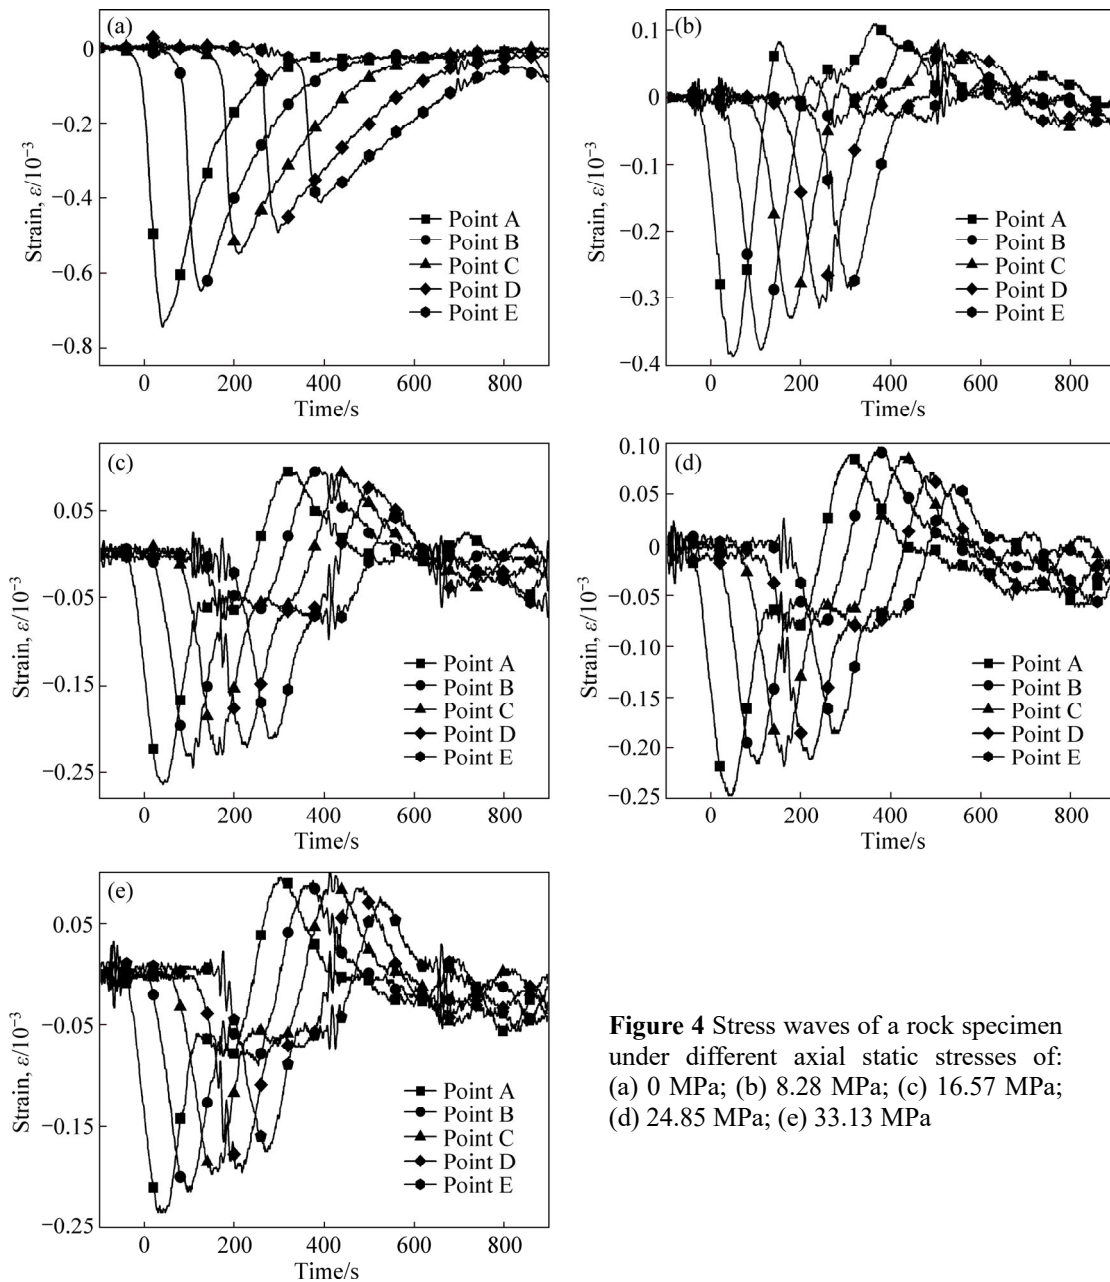 (a)
0
−0.2
−0.4
−0.6
−0.8
Strain, ε/10⁻³
Point A
Point B
Point C
Point D
Point E
0 200 400 600 800
Time/s
(b)
0.1
0
−0.1
−0.2
−0.3
−0.4
Strain, ε/10⁻³
Point A
Point B
Point C
Point D
Point E
0 200 400 600 800
Time/s
(c)
0.05
−0.05
−0.15
−0.25
Strain, ε/10⁻³
Point A
Point B
Point C
Point D
Point E
0 200 400 600 800
Time/s
(d)
0.10
0.05
0
−0.05
−0.10
−0.15
−0.20
−0.25
Strain, ε/10⁻³
Point A
Point B
Point C
Point D
Point E
0 200 400 600 800
Time/s
(e)
0.05
−0.05
−0.15
−0.25
Strain, ε/10⁻³
Point A
Point B
Point C
Point D
Point E
0 200 400 600 800
Time/s
Figure 4 Stress waves of a rock specimen
under different axial static stresses of:
(a) 0 MPa; (b) 8.28 MPa; (c) 16.57 MPa;
(d) 24.85 MPa; (e) 33.13 MPa